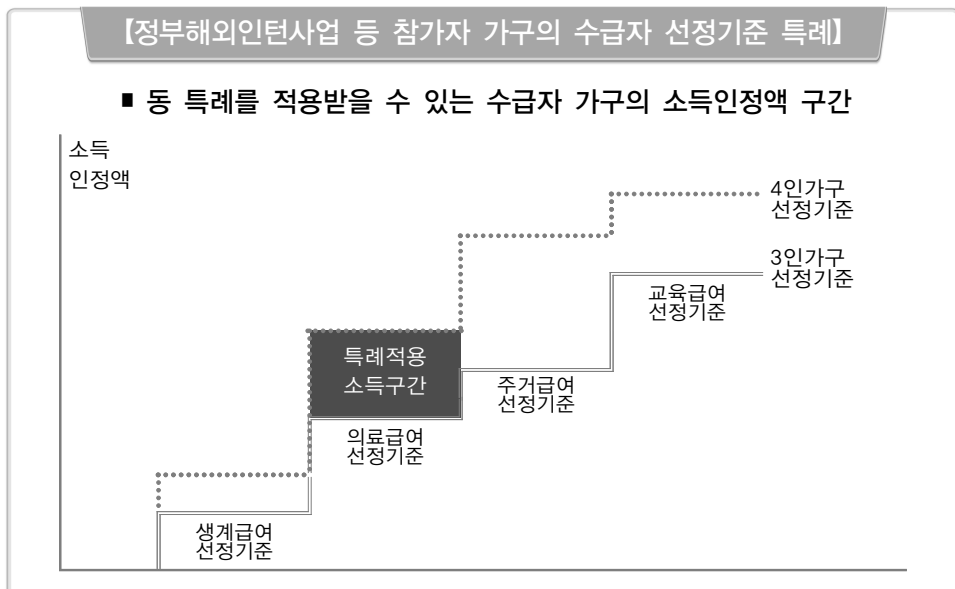 【정부해외인턴사업 등 참가자 가구의 수급자 선정기준 특례】
■ 동 특례를 적용받을 수 있는 수급자 가구의 소득인정액 구간
소득
인정액
4인가구
선정기준
3인가구
선정기준
교육급여
선정기준
특례적용
소득구간
주거급여
선정기준
의료급여
선정기준
생계급여
선정기준